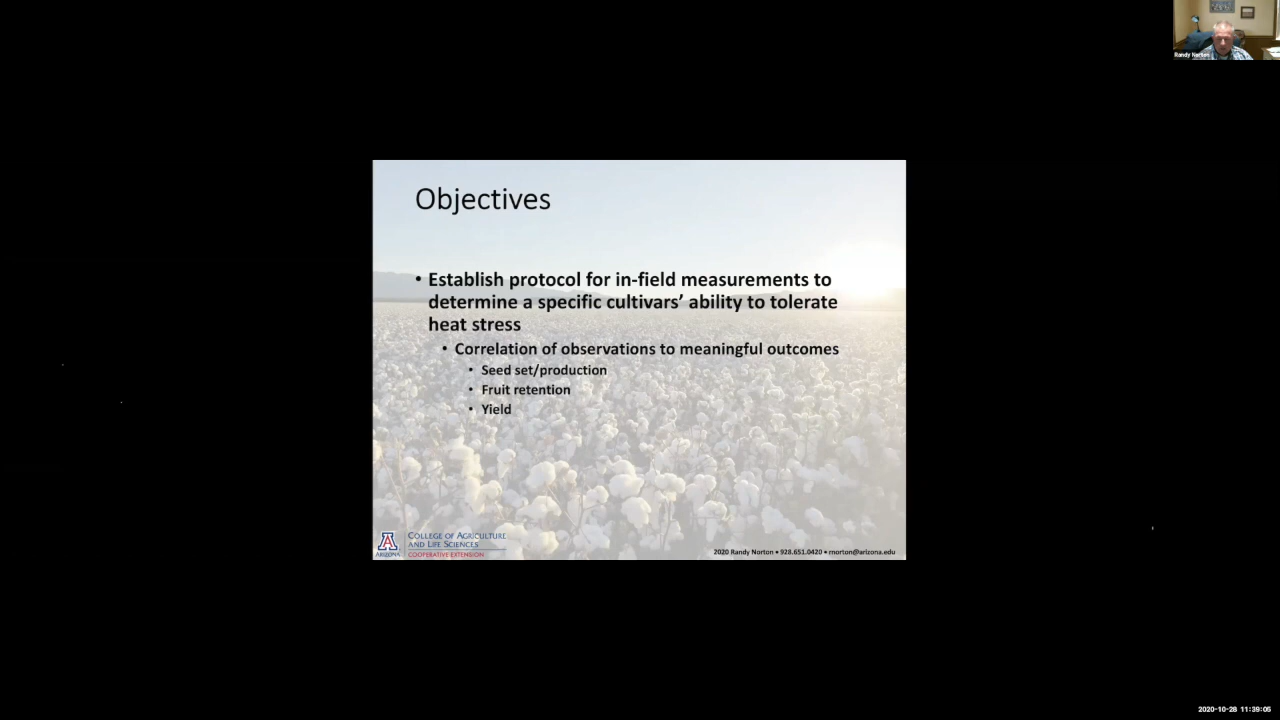 Randy Norton
Objectives
• Establish protocol for in-field measurements to
determine a specific cultivars’ ability to tolerate
heat stress
• Correlation of observations to meaningful outcomes
• Seed set/production
• Fruit retention
• Yield
A
ARIZONA
COLLEGE OF AGRICULTURE
AND LIFE SCIENCES
COOPERATIVE EXTENSION
2020 Randy Norton • 928.651.0420 • rnorton@arizona.edu
2020-10-28 11:39:05